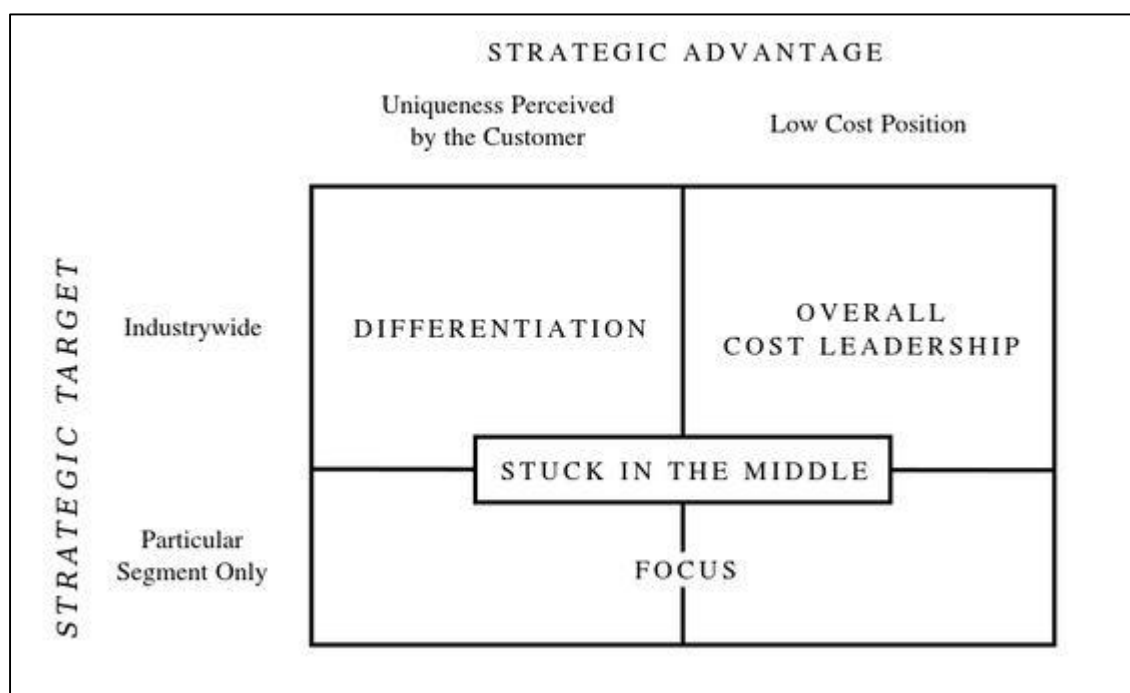 STRATEGIC ADVANTAGE
Uniqueness Perceived
by the Customer
Low Cost Position
STRATEGIC TARGET
Industrywide
DIFFERENTIATION
OVERALL
COST LEADERSHIP
STUCK IN THE MIDDLE
Particular
Segment Only
FOCUS